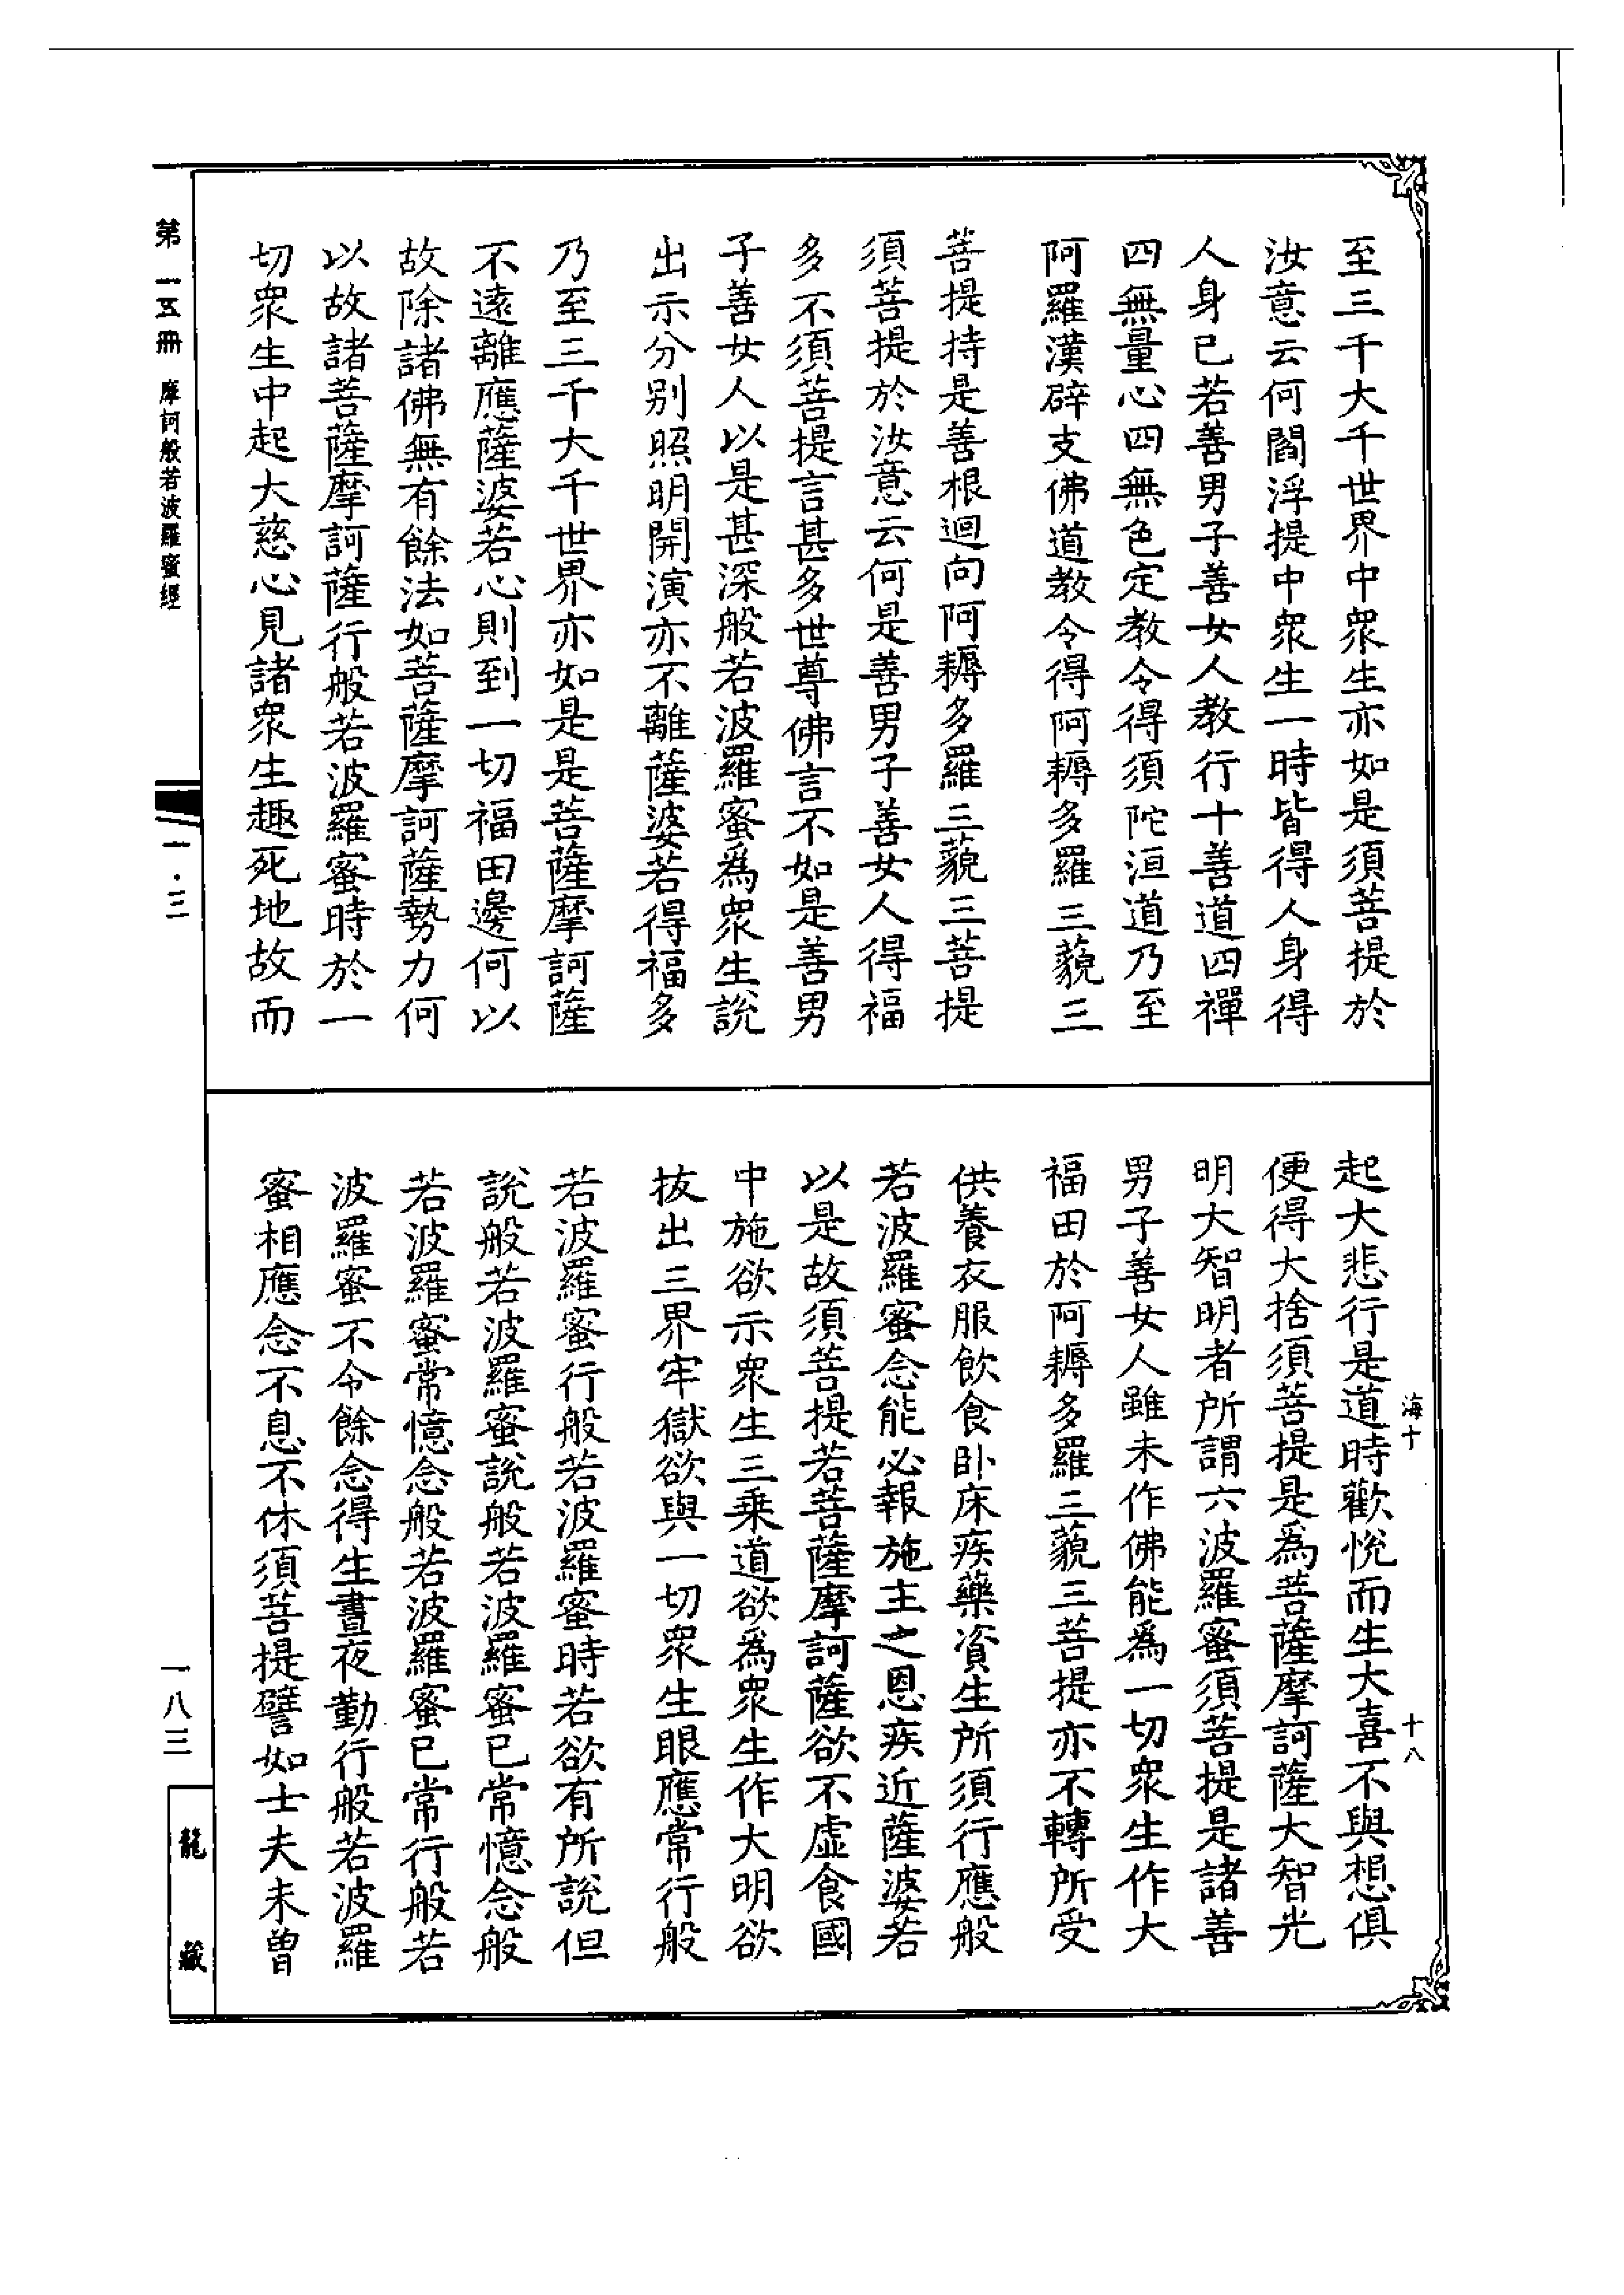 至三千大千世界中眾生亦如是須菩提於
汝意云何閻浮提中眾生一時皆得人身得
人身已若善男子善女人教行十善道四禪
四無量心四無色定教令得須陀洹道乃至
阿羅漢辟支佛道教令得阿耨多羅三藐三
菩提持是善根迴向阿耨多羅三藐三菩提
須菩提於汝意云何是善男子善女人得福
多不須菩提言甚多世尊佛言不如是善男
子善女人以是甚深般若波羅蜜為眾生說
出示分別照明開演亦不離薩婆若得福多
乃至三千大千世界亦如是是菩薩摩訶薩
不遠離應薩婆若心則到一切福田邊何以
故除諸佛無有餘法如菩薩摩訶薩勢力何
以故諸菩薩摩訶薩行般若波羅蜜時於一
切眾生中起大慈心見諸眾生趣死地故而
起大悲行是道時歡悅而生大喜不與想俱
便得大捨須菩提是為菩薩摩訶薩大智光
明大智明者所謂六波羅蜜須菩提是諸善
男子善女人雖未作佛能為一切眾生作大
福田於阿耨多羅三藐三菩提亦不轉所受
供養衣服飲食臥床疾藥資生所須行應般
若波羅蜜念能必報施主之恩疾近薩婆若
以是故須菩提若菩薩摩訶薩欲不虛食國
中施欲示眾生三乘道欲為眾生作大明欲
拔出三界牢獄欲與一切眾生眼應常行般
若波羅蜜行般若波羅蜜時若欲有所說但
說般若波羅蜜說般若波羅蜜已常憶念般
若波羅蜜常憶念般若波羅蜜已常行般若
波羅蜜不令餘念得生晝夜勤行般若波羅
蜜相應念不息不休須菩提譬如士夫未曾
海十
十八
第一五冊 摩訶般若波羅蜜經
一·三
一八三
龍藏